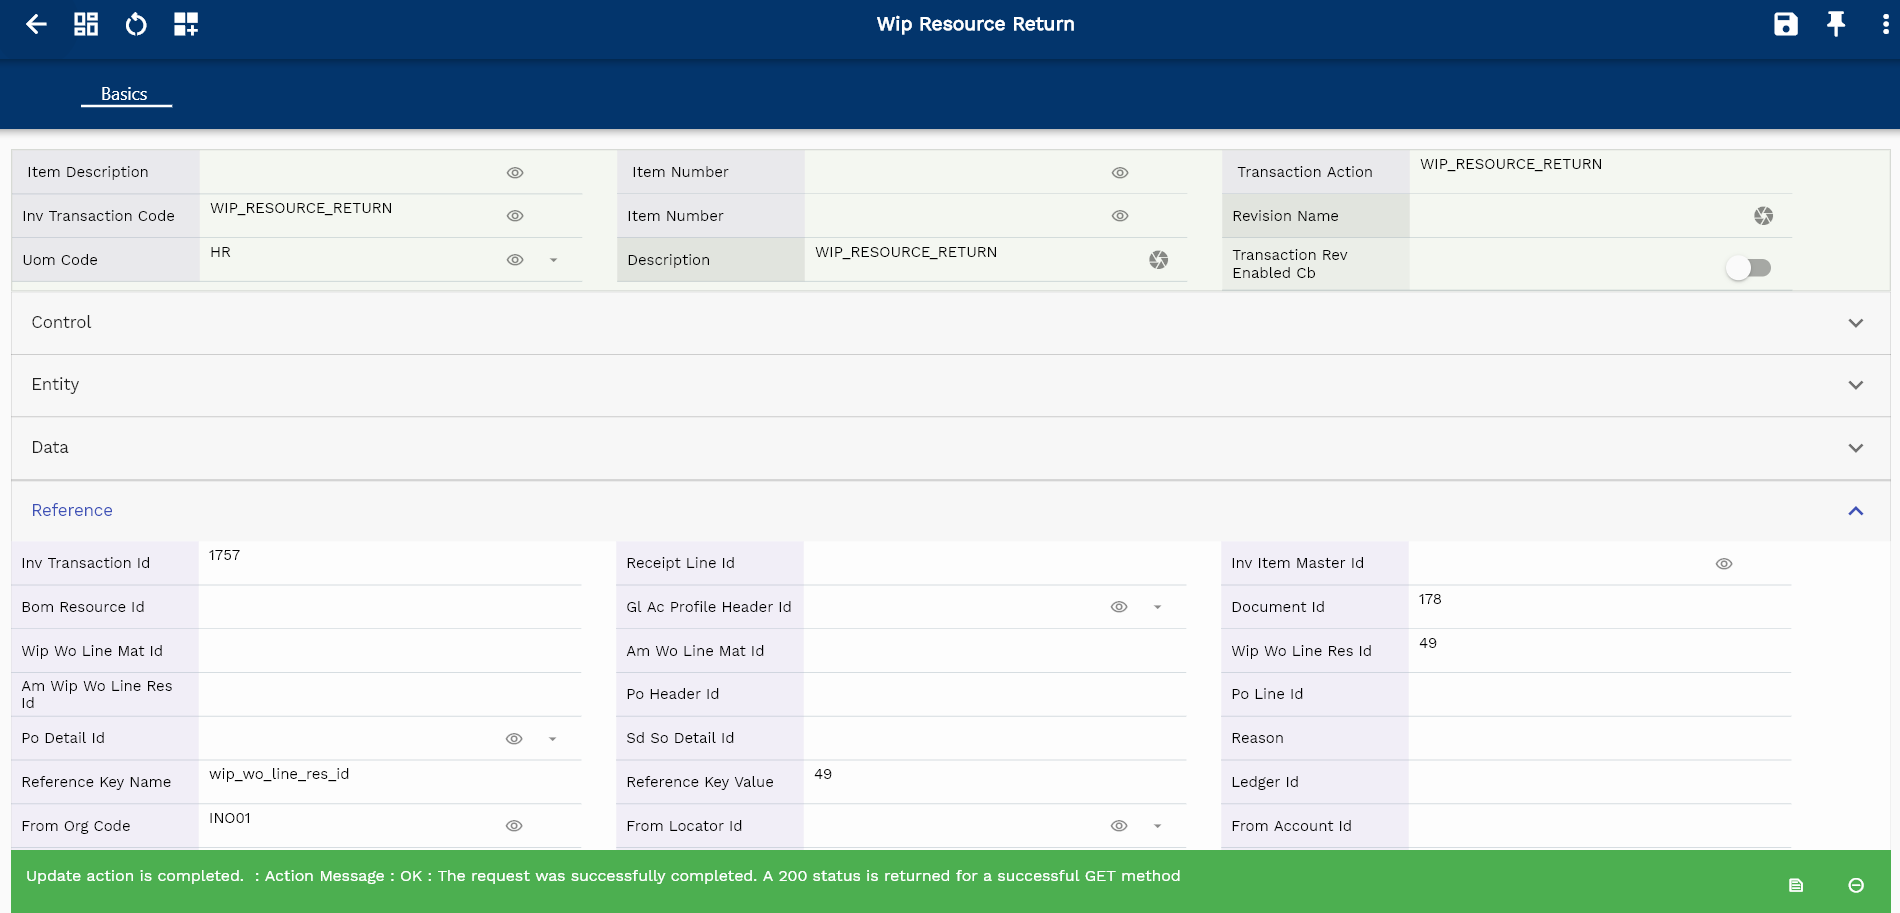 Wip Resource Return
Basics
Item Description
Item Number
Transaction Action WIP_RESOURCE_RETURN
Inv Transaction Code WIP_RESOURCE_RETURN
Item Number
Revision Name
Uom Code HR
Description WIP_RESOURCE_RETURN
Transaction Rev
Enabled Cb
Control
Entity
Data
Reference
Inv Transaction Id 1757
Receipt Line Id
Inv Item Master Id
Bom Resource Id
Gl Ac Profile Header Id
Document Id 178
Wip Wo Line Mat Id
Am Wo Line Mat Id
Wip Wo Line Res Id 49
Am Wip Wo Line Res
Id
Po Header Id
Po Line Id
Po Detail Id
Sd So Detail Id
Reason
Reference Key Name wip_wo_line_res_id
Reference Key Value 49
Ledger Id
From Org Code INO01
From Locator Id
From Account Id
Update action is completed.  : Action Message : OK : The request was successfully completed. A 200 status is returned for a successful GET method